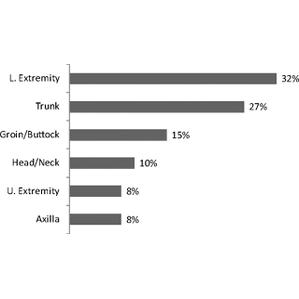 L. Extremity 32%
Trunk 27%
Groin/Buttock 15%
Head/Neck 10%
U. Extremity 8%
Axilla 8%